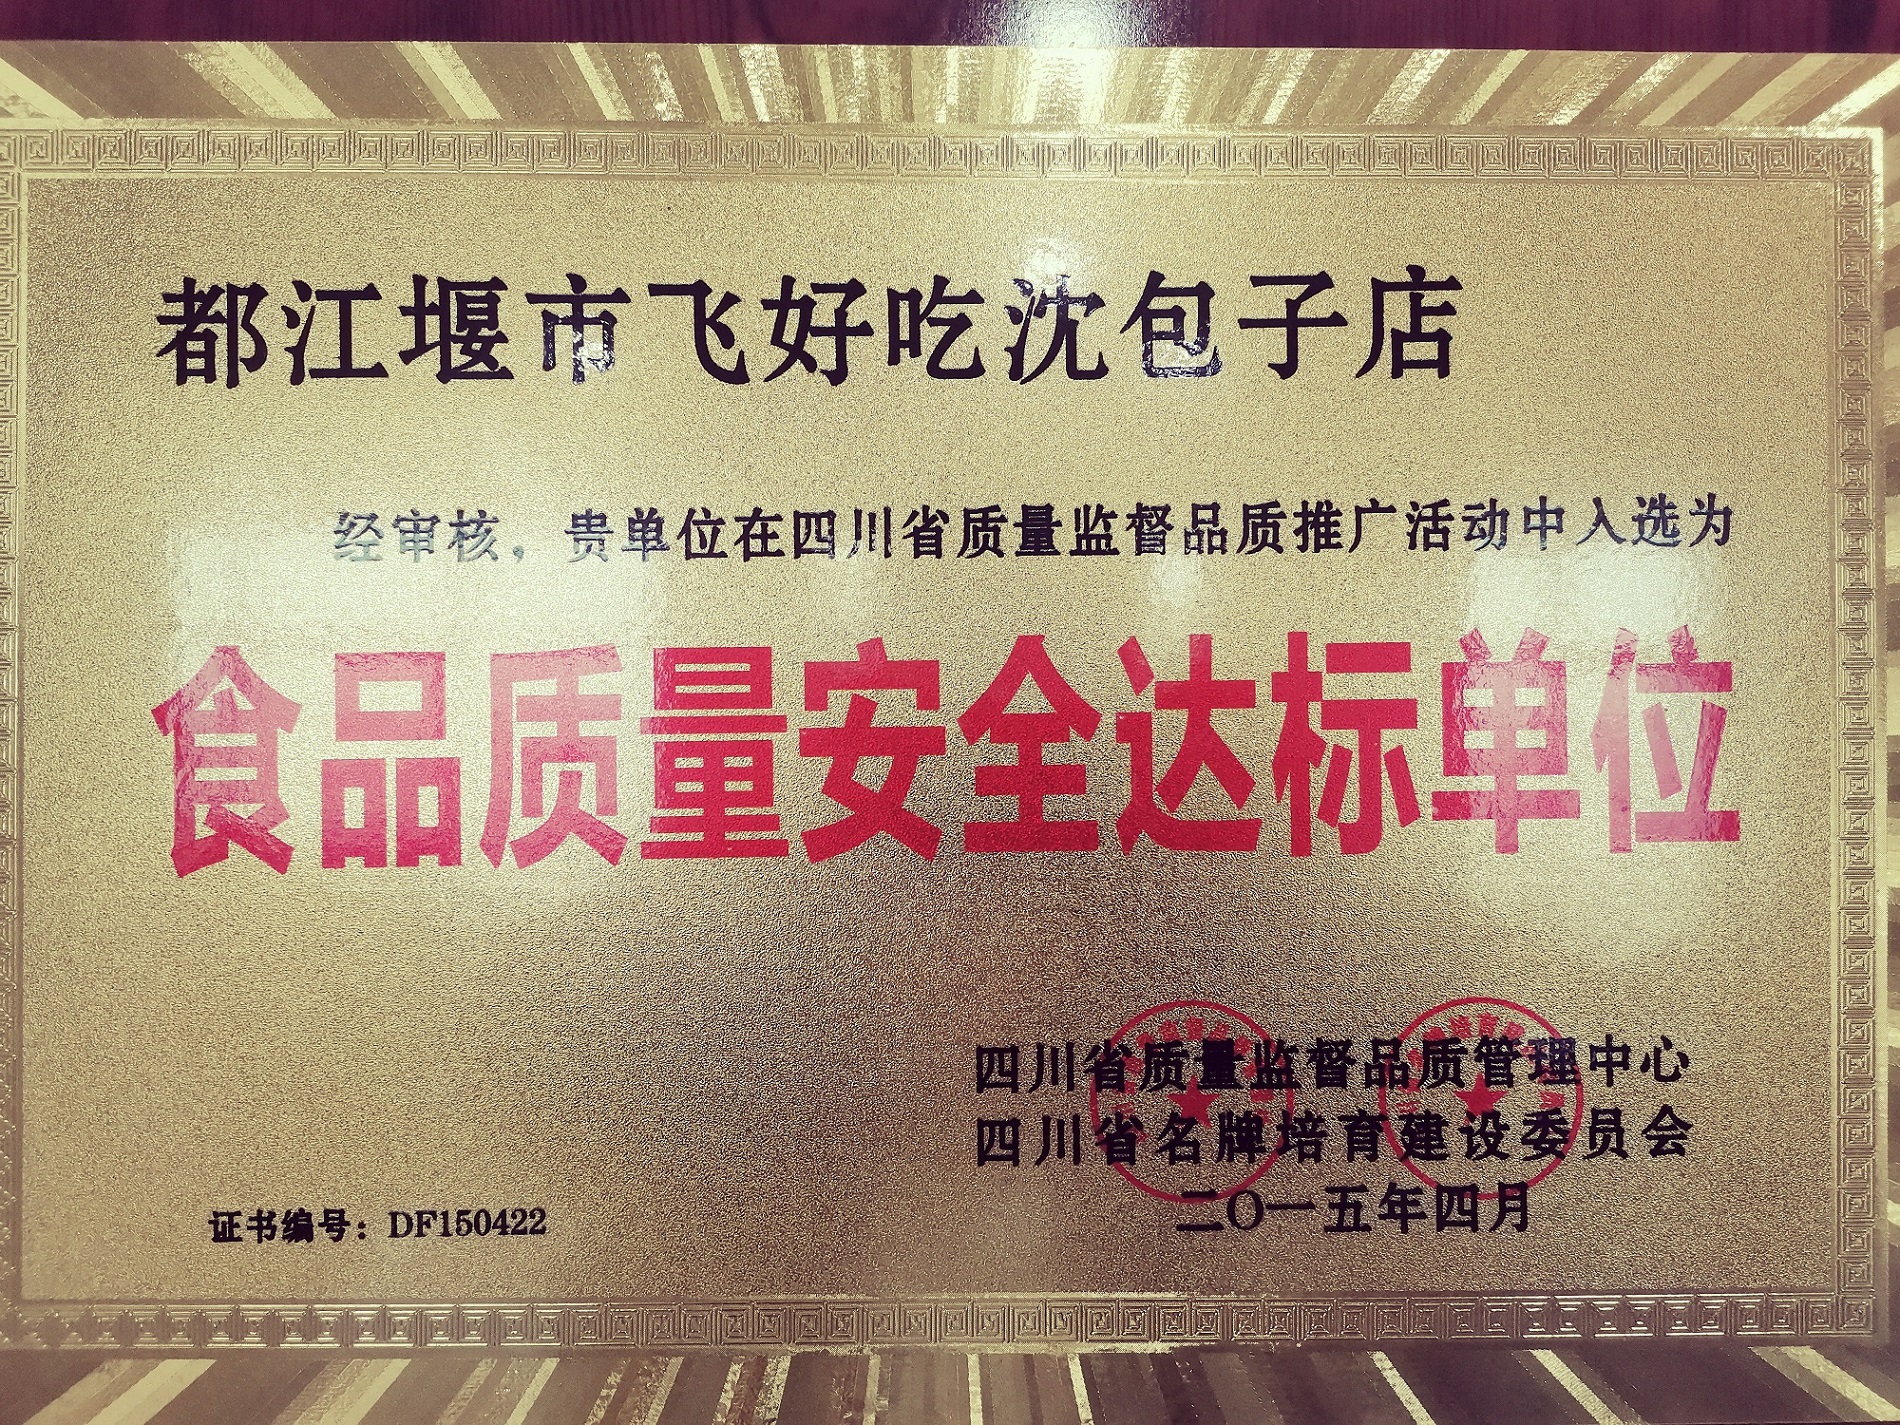 都江堰市飞好吃沈包子店
经审核，贵单位在四川省质量监督品质推广活动中入选为
食品质量安全达标单位
四川省质量监督品质管理中心
四川省名牌培育建设委员会
二〇一五年四月
证书编号：DF150422